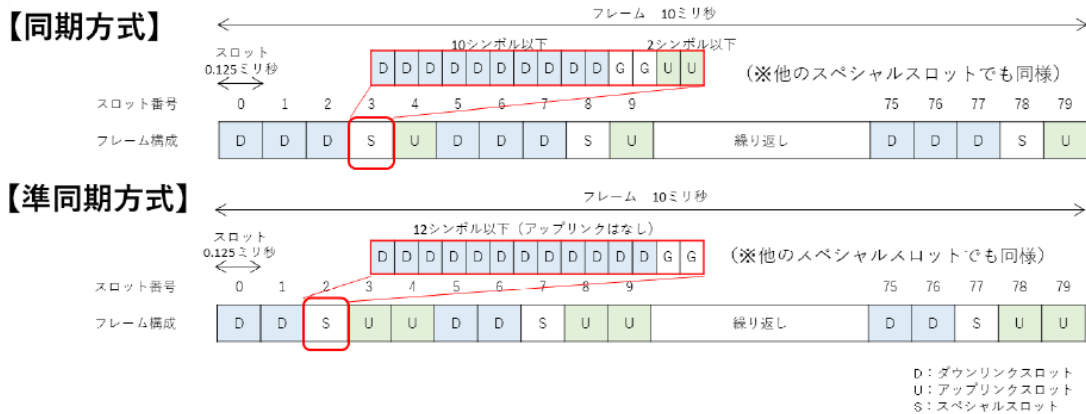 【同期方式】
フレーム 10ミリ秒
スロット
0.125ミリ秒
10シンボル以下
2シンボル以下
D D D D D D D D D D G G U U
(※他のスペシャルスロットでも同様)
スロット番号 0 1 2 3 4 5 6 7 8 9 75 76 77 78 79
フレーム構成 D D D S U D D D S U 繰り返し D D D S U
【準同期方式】
フレーム 10ミリ秒
スロット
0.125ミリ秒
12シンボル以下(アップリンクはなし)
D D D D D D D D D D D D G G
(※他のスペシャルスロットでも同様)
スロット番号 0 1 2 3 4 5 6 7 8 9 75 76 77 78 79
フレーム構成 D D S U U D D S U U 繰り返し D D S U U
D:ダウンリンクスロット
U:アップリンクスロット
S:スペシャルスロット